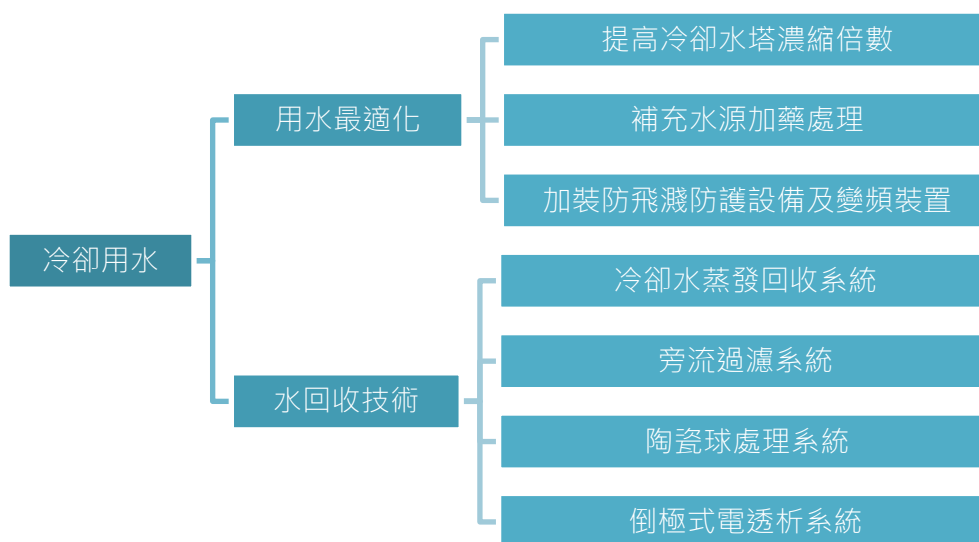 冷卻用水
用水最適化
提高冷卻水塔濃縮倍數
補充水源加藥處理
加裝防飛濺防護設備及變頻裝置
水回收技術
冷卻水蒸發回收系統
旁流過濾系統
陶瓷球處理系統
倒極式電透析系統